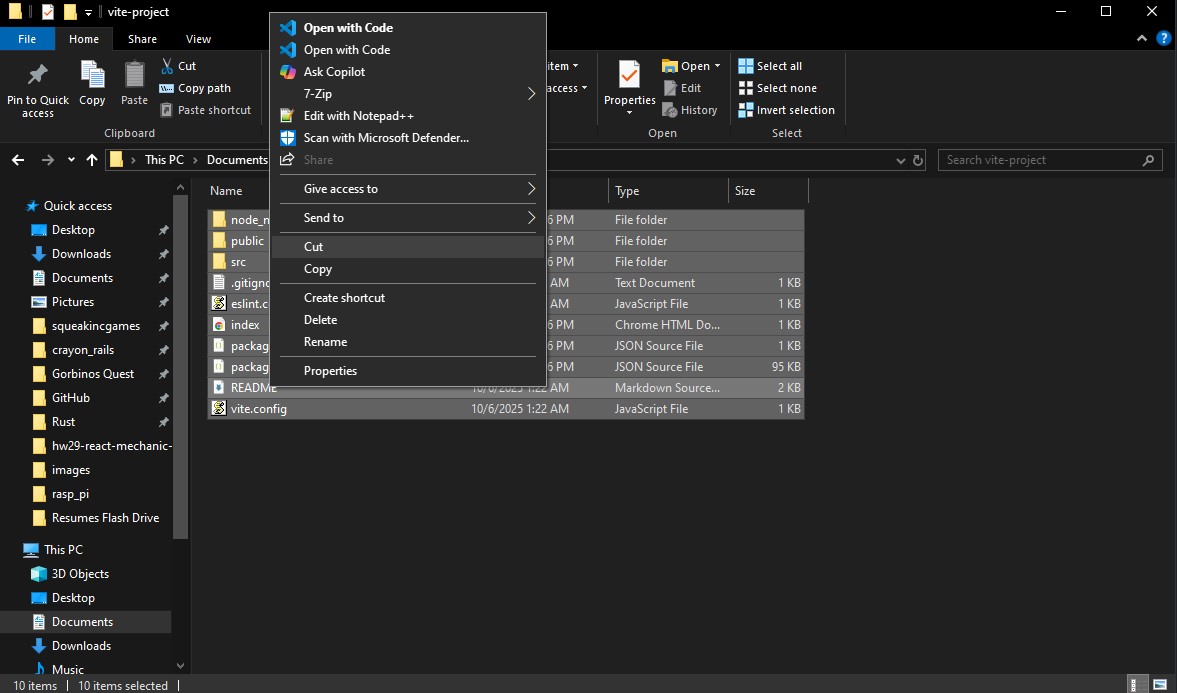 vite-project
File
Home
Share
View
Pin to Quick access
Copy
Paste
Cut
Copy path
Paste shortcut
Clipboard
item
access
Properties
Open
Edit
History
Open
Select all
Select none
Invert selection
Select
This PC > Documents
Search vite-project
Open with Code
Open with Code
Ask Copilot
7-Zip
Edit with Notepad++
Scan with Microsoft Defender...
Share
Give access to
Send to
Cut
Copy
Create shortcut
Delete
Rename
Properties
Quick access
Desktop
Downloads
Documents
Pictures
squeakincgames
crayon_rails
Gorbinos Quest
GitHub
Rust
hw29-react-mechanic-
images
rasp_pi
Resumes Flash Drive
This PC
3D Objects
Desktop
Documents
Downloads
Music
Name Type Size
node_n 6 PM File folder
public 6 PM File folder
src 6 PM File folder
.gitigno AM Text Document 1 KB
eslint.c AM JavaScript File 1 KB
index 6 PM Chrome HTML Do... 1 KB
packag 6 PM JSON Source File 1 KB
packag 6 PM JSON Source File 95 KB
README 10/6/2025 1:22 AM Markdown Source... 2 KB
vite.config 10/6/2025 1:22 AM JavaScript File 1 KB
10 items 10 items selected